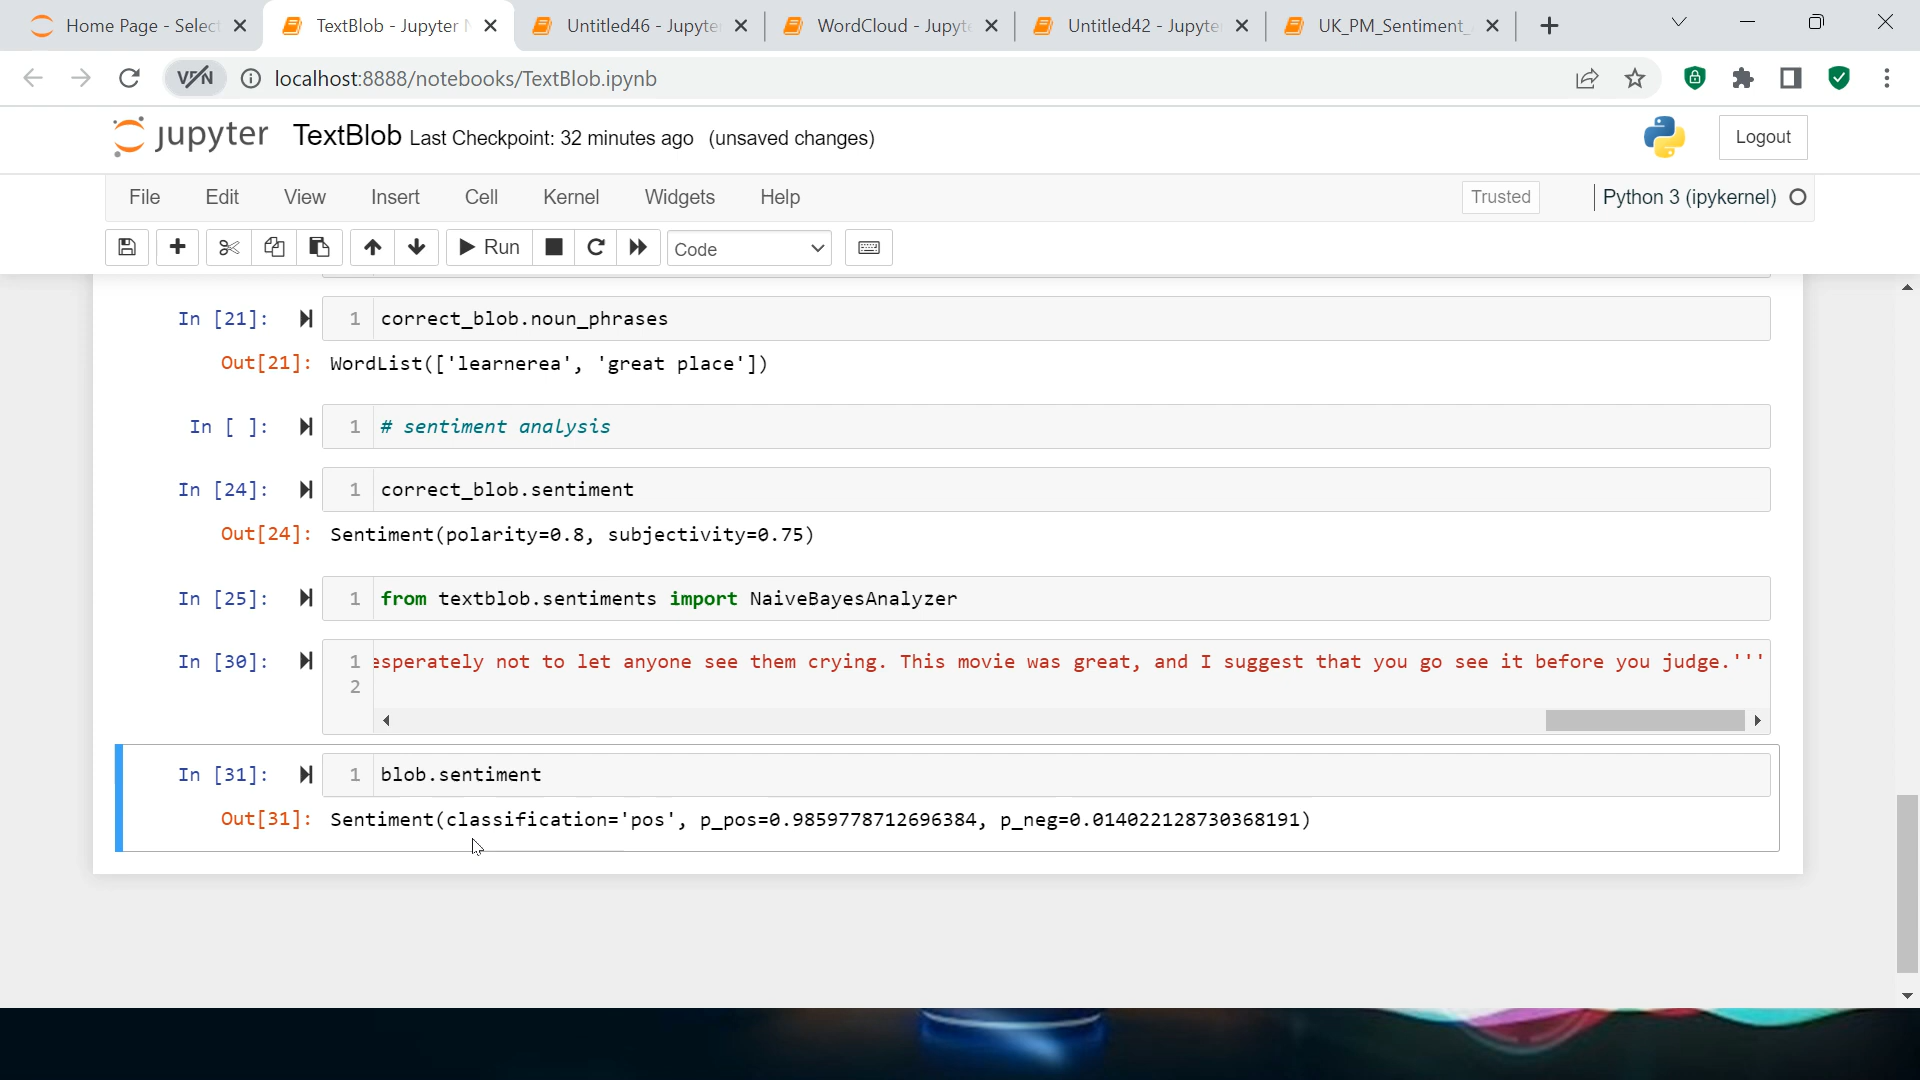 Home Page - Selec
TextBlob - Jupyter
Untitled46 - Jupyte
WordCloud - Jupyt
Untitled42 - Jupyte
UK_PM_Sentiment_
VPN
localhost:8888/notebooks/TextBlob.ipynb
jupyter TextBlob Last Checkpoint: 32 minutes ago (unsaved changes)
Logout
File Edit View Insert Cell Kernel Widgets Help
Trusted
Python 3 (ipykernel)
Run
Code
In [21]: 1 correct_blob.noun_phrases
Out[21]: WordList(['learnerea', 'great place'])
In [ ]: 1 # sentiment analysis
In [24]: 1 correct_blob.sentiment
Out[24]: Sentiment(polarity=0.8, subjectivity=0.75)
In [25]: 1 from textblob.sentiments import NaiveBayesAnalyzer
In [30]: 1 esperately not to let anyone see them crying. This movie was great, and I suggest that you go see it before you judge.'''
2
In [31]: 1 blob.sentiment
Out[31]: Sentiment(classification='pos', p_pos=0.9859778712696384, p_neg=0.014022128730368191)